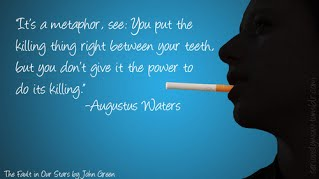 "It's a metaphor, see: You put the
killing thing right between your teeth,
but you don't give it the power to
do its killing."
-Augustus Waters
The Fault in Our Stars by John Green